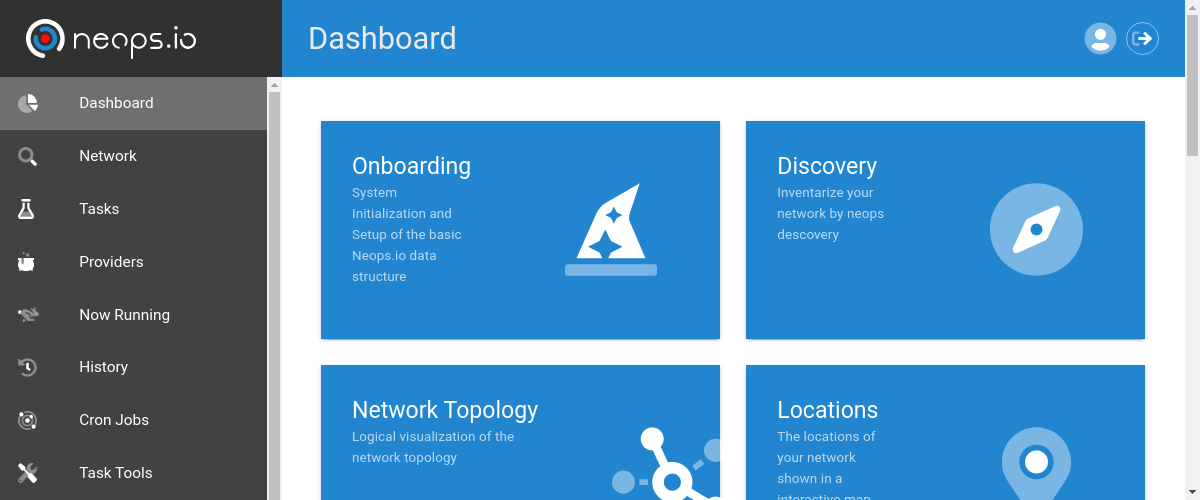 neops.io
Dashboard
Dashboard
Network
Tasks
Providers
Now Running
History
Cron Jobs
Task Tools
Onboarding
System
Initialization and
Setup of the basic
Neops.io data
structure
Discovery
Inventarize your
network by neops
descovery
Network Topology
Logical visualization of the
network topology
Locations
The locations of
your network
shown in a
interactive map